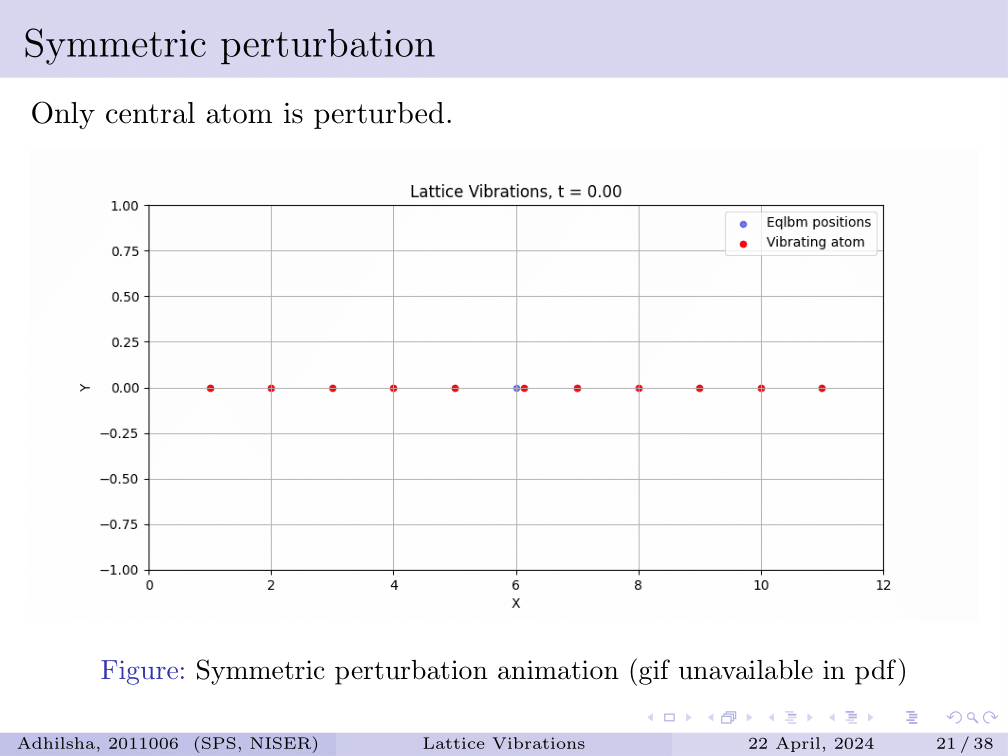 Symmetric perturbation
Only central atom is perturbed.
Lattice Vibrations, t = 0.00
Eqlbm positions
Vibrating atom
1.00
0.75
0.50
0.25
0.00
−0.25
−0.50
−0.75
−1.00
Y
0 2 4 6 8 10 12
X
Figure: Symmetric perturbation animation (gif unavailable in pdf)
Adhilsha, 2011006 (SPS, NISER) Lattice Vibrations 22 April, 2024 21 / 38